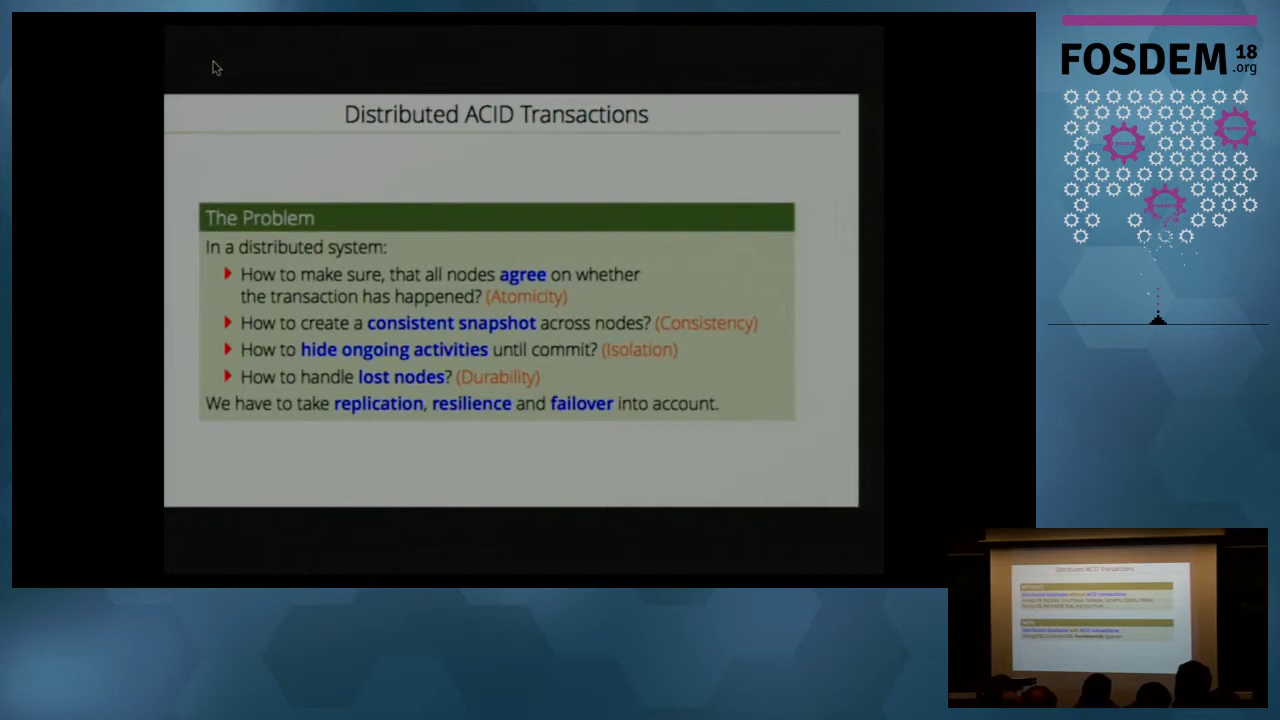 Distributed ACID Transactions
The Problem
In a distributed system:
How to make sure, that all nodes agree on whether
the transaction has happened? (Atomicity)
How to create a consistent snapshot across nodes? (Consistency)
How to hide ongoing activities until commit? (Isolation)
How to handle lost nodes? (Durability)
We have to take replication, resilience and failover into account.
FOSDEM 18
.org
Distributed ACID Transactions